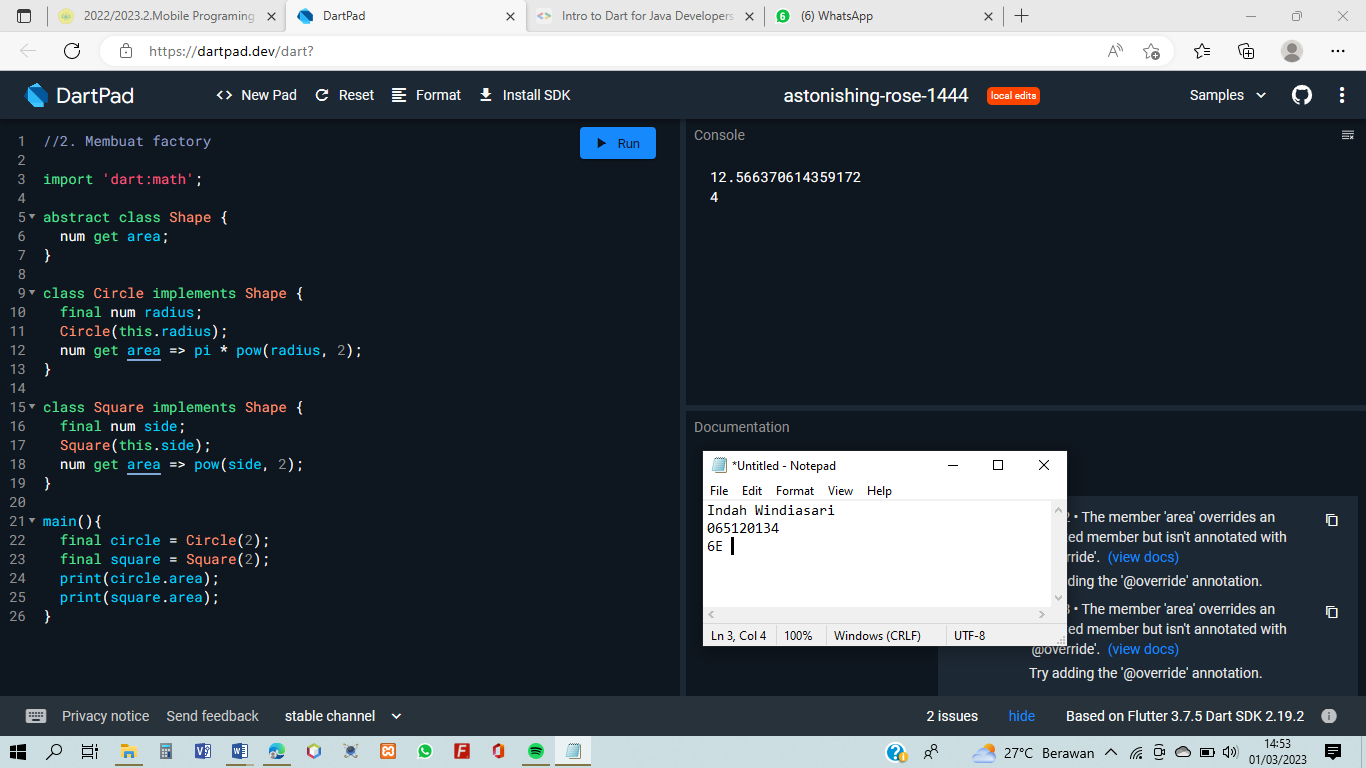 2022/2023.2.Mobile Programing
DartPad
Intro to Dart for Java Developers
(6) WhatsApp
https://dartpad.dev/dart?
DartPad
<> New Pad
Reset
Format
Install SDK
astonishing-rose-1444
local edits
Samples
1 //2. Membuat factory
2
3 import 'dart:math';
4
5 abstract class Shape {
6 num get area;
7 }
8
9 class Circle implements Shape {
10 final num radius;
11 Circle(this.radius);
12 num get area => pi * pow(radius, 2);
13 }
14
15 class Square implements Shape {
16 final num side;
17 Square(this.side);
18 num get area => pow(side, 2);
19 }
20
21 main(){
22 final circle = Circle(2);
23 final square = Square(2);
24 print(circle.area);
25 print(square.area);
26 }
Run
Console
12.566370614359172
4
Documentation
*Untitled - Notepad
File Edit Format View Help
Indah Windiasari
065120134
6E
Ln 3, Col 4 100% Windows (CRLF) UTF-8
2 • The member 'area' overrides an
ed member but isn't annotated with
rride'. (view docs)
ding the '@override' annotation.
• The member 'area' overrides an
ed member but isn't annotated with
@override'. (view docs)
Try adding the '@override' annotation.
Privacy notice
Send feedback
stable channel
2 issues
hide
Based on Flutter 3.7.5 Dart SDK 2.19.2
27°C Berawan
14:53
01/03/2023